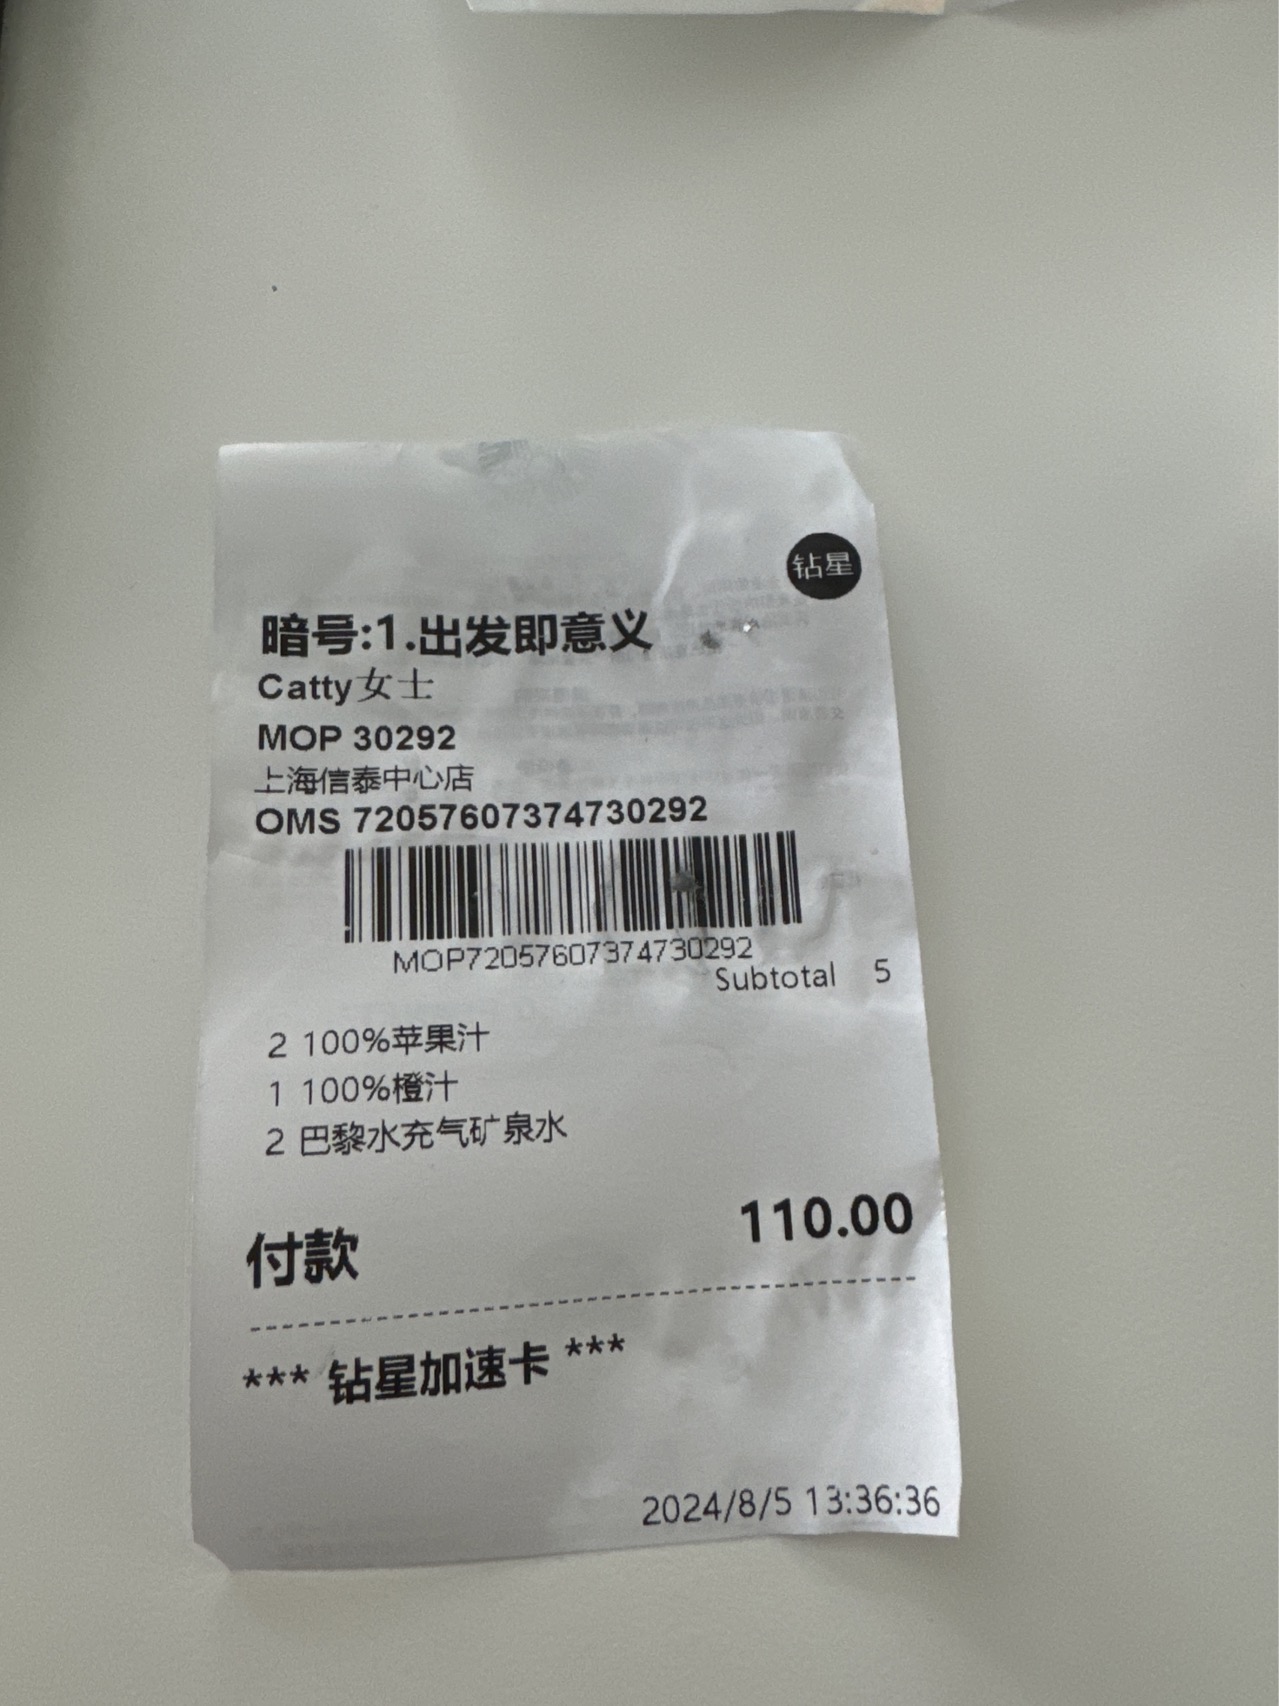 钻星
暗号:1.出发即意义
Catty女士
MOP 30292
上海信泰中心店
OMS 72057607374730292
MOP72057607374730292
Subtotal 5
2 100%苹果汁
1 100%橙汁
2 巴黎水充气矿泉水
付款 110.00
*** 钻星加速卡 ***
2024/8/5 13:36:36